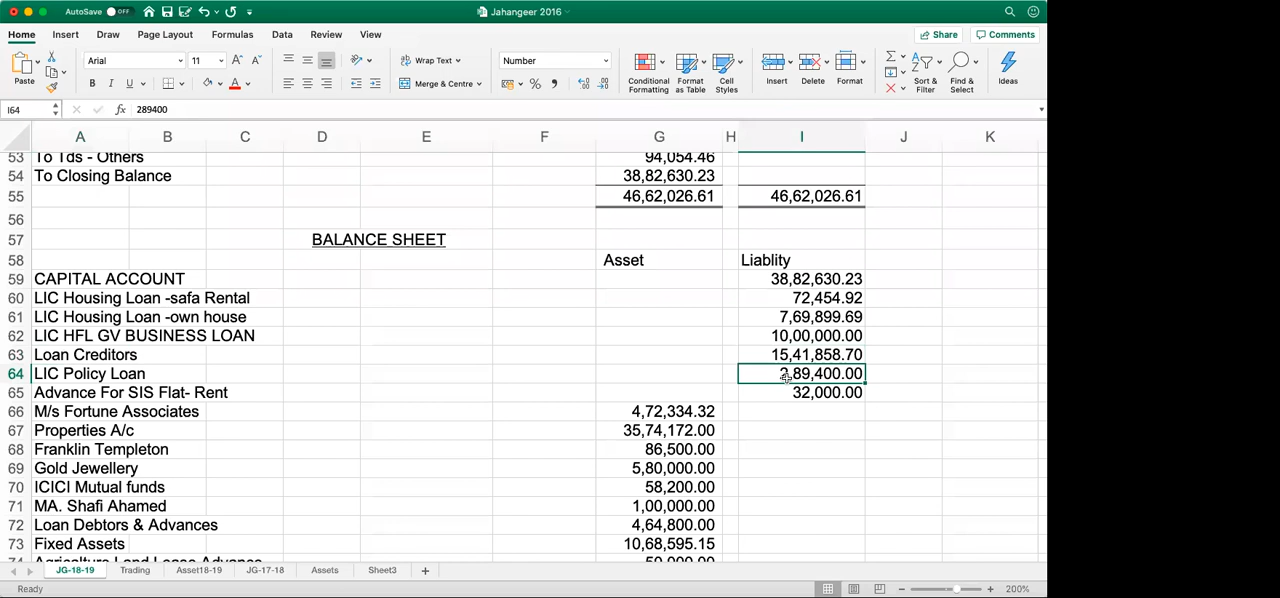 AutoSave OFF Jahangeer 2016
Home Insert Draw Page Layout Formulas Data Review View Share Comments
Paste Arial 11 A^ A˅ Wrap Text Number
B I U A Merge & Centre % , Conditional Formatting Format as Table Cell Styles Insert Delete Format Sort & Filter Find & Select Ideas
I64 fx 289400
A B C D E F G H I J K
53 To Tds - Others 94,054.46
54 To Closing Balance 38,82,630.23
55 46,62,026.61 46,62,026.61
56
57 BALANCE SHEET
58 Asset Liablity
59 CAPITAL ACCOUNT 38,82,630.23
60 LIC Housing Loan -safa Rental 72,454.92
61 LIC Housing Loan -own house 7,69,899.69
62 LIC HFL GV BUSINESS LOAN 10,00,000.00
63 Loan Creditors 15,41,858.70
64 LIC Policy Loan 2,89,400.00
65 Advance For SIS Flat- Rent 32,000.00
66 M/s Fortune Associates 4,72,334.32
67 Properties A/c 35,74,172.00
68 Franklin Templeton 86,500.00
69 Gold Jewellery 5,80,000.00
70 ICICI Mutual funds 58,200.00
71 MA. Shafi Ahamed 1,00,000.00
72 Loan Debtors & Advances 4,64,800.00
73 Fixed Assets 10,68,595.15
74 Agriculture Land Lease Advance 50,000.00
JG-18-19 Trading Asset18-19 JG-17-18 Assets Sheet3 +
Ready 200%